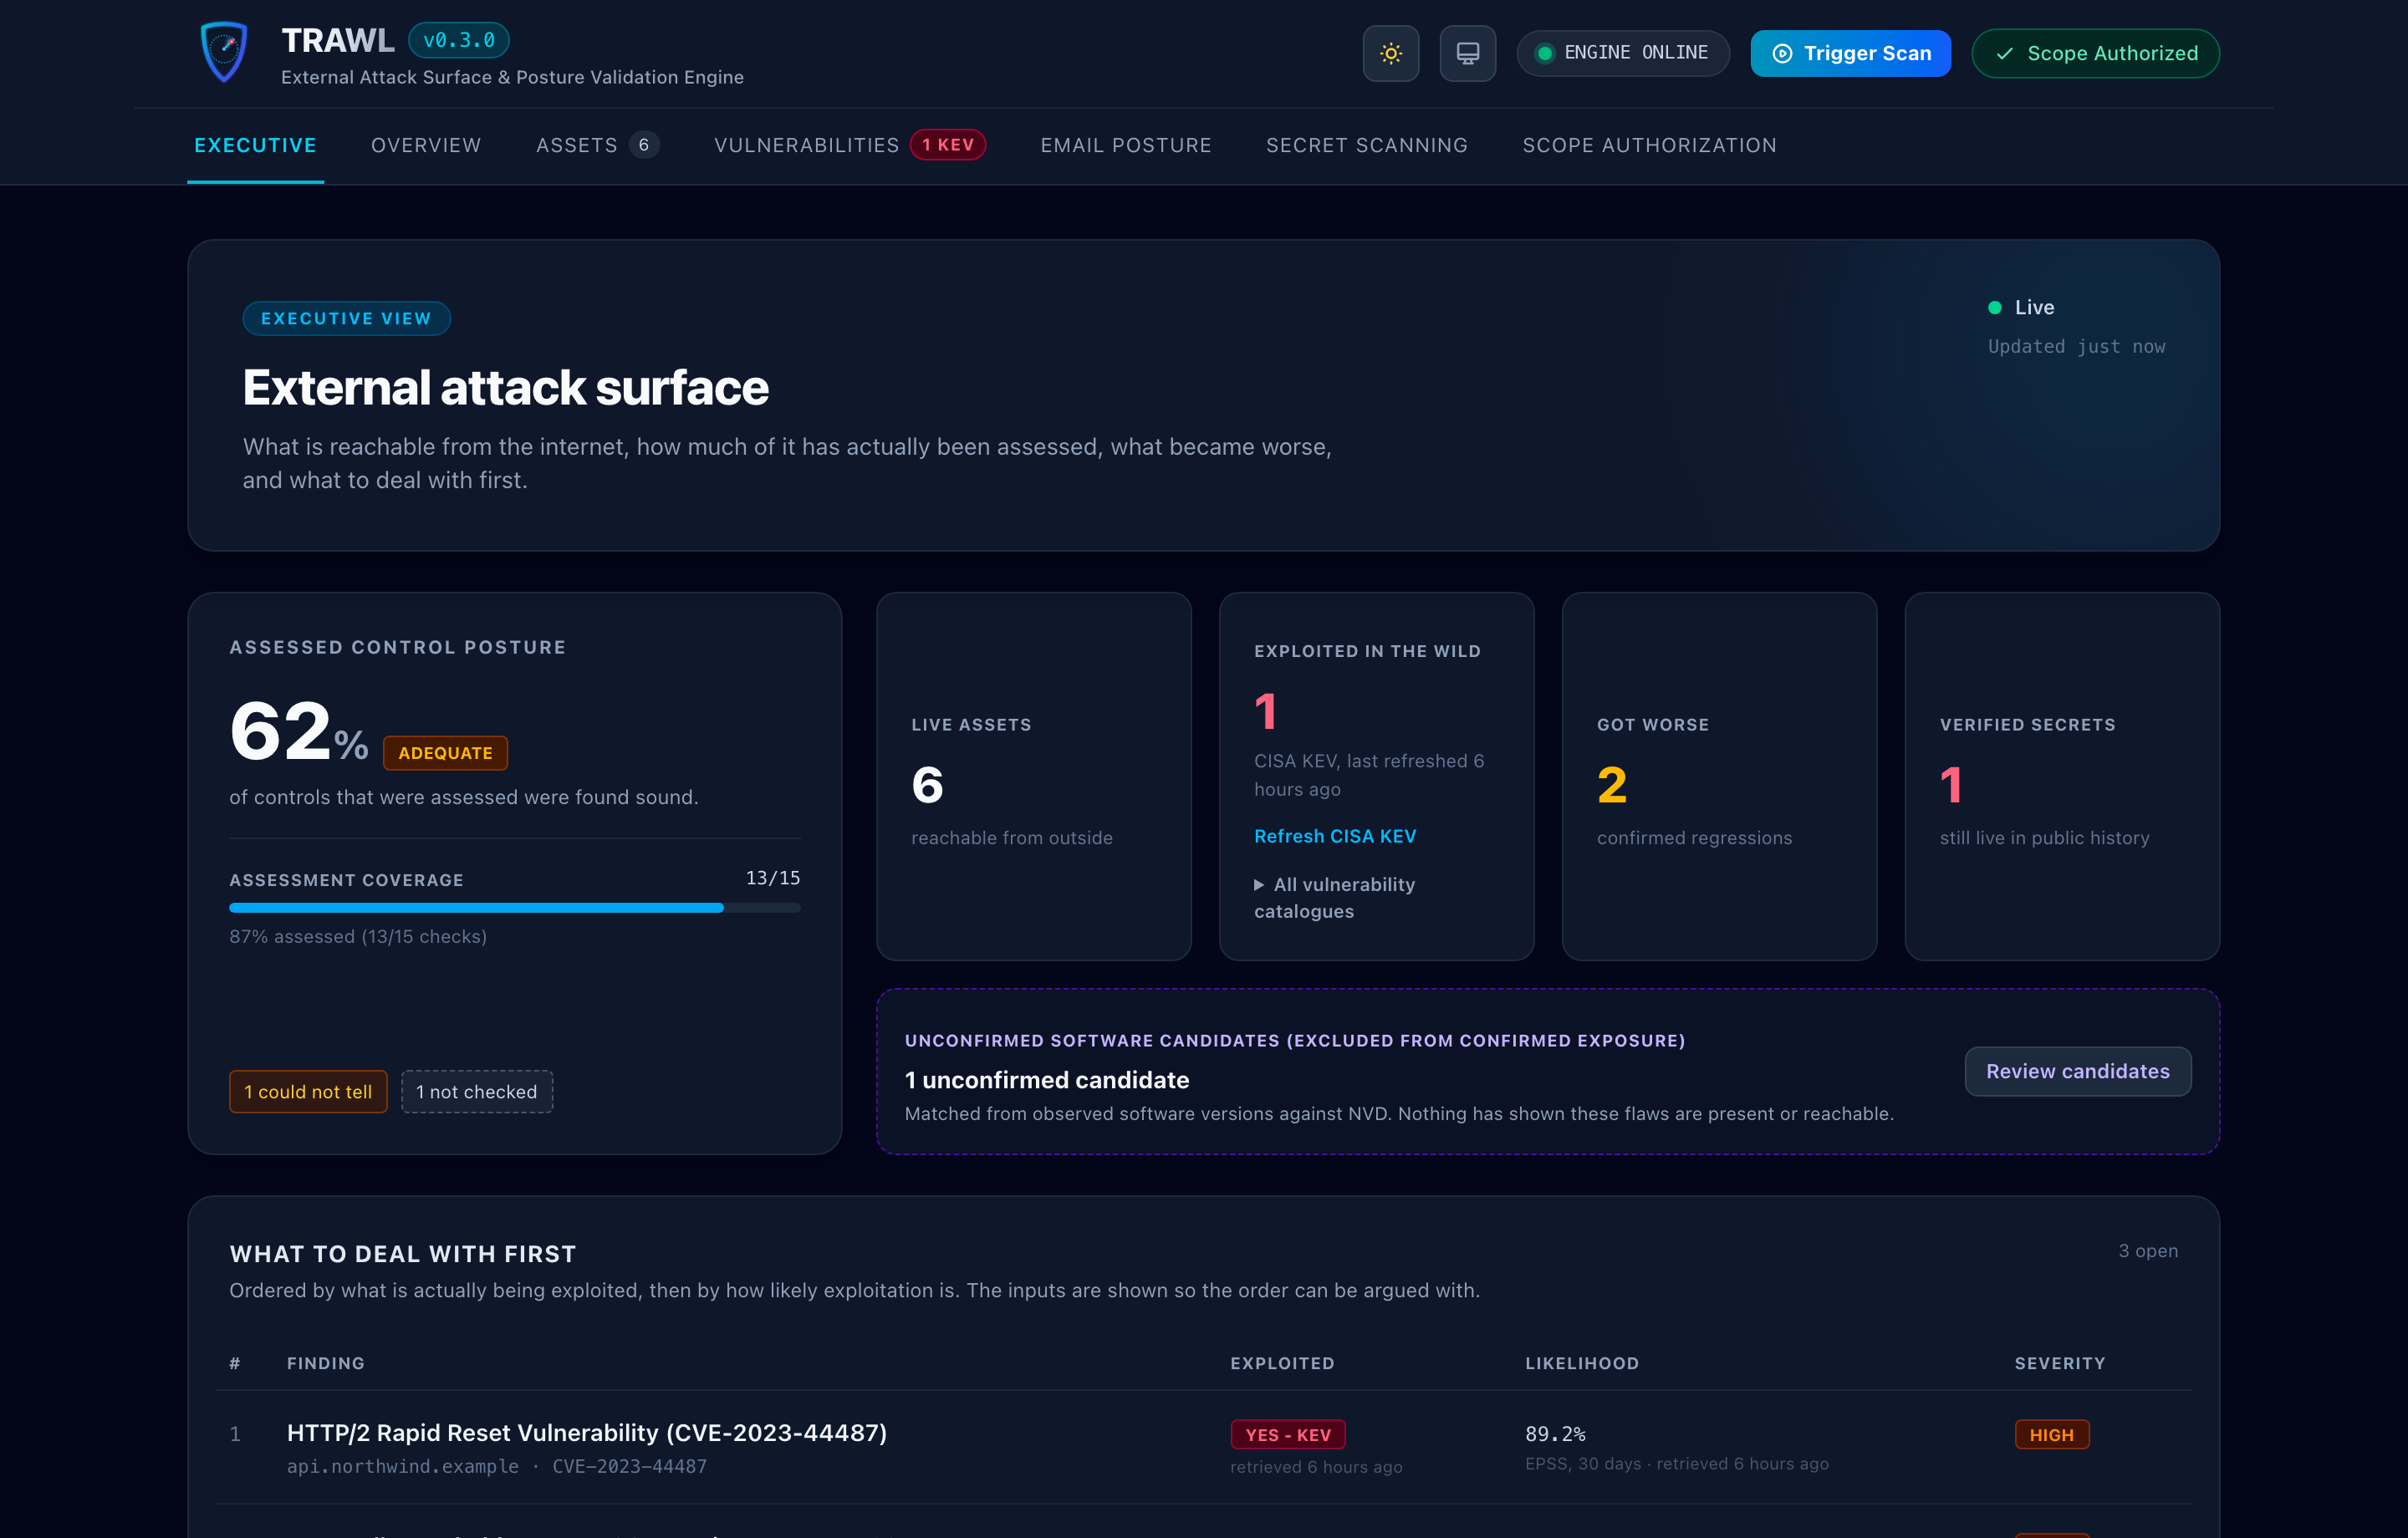 TRAWL v0.3.0
External Attack Surface & Posture Validation Engine
ENGINE ONLINE
Trigger Scan
Scope Authorized
EXECUTIVE
OVERVIEW
ASSETS 6
VULNERABILITIES 1 KEV
EMAIL POSTURE
SECRET SCANNING
SCOPE AUTHORIZATION
EXECUTIVE VIEW
Live
Updated just now
External attack surface
What is reachable from the internet, how much of it has actually been assessed, what became worse,
and what to deal with first.
ASSESSED CONTROL POSTURE
62% ADEQUATE
of controls that were assessed were found sound.
ASSESSMENT COVERAGE 13/15
87% assessed (13/15 checks)
1 could not tell
1 not checked
LIVE ASSETS
6
reachable from outside
EXPLOITED IN THE WILD
1
CISA KEV, last refreshed 6
hours ago
Refresh CISA KEV
All vulnerability
catalogues
GOT WORSE
2
confirmed regressions
VERIFIED SECRETS
1
still live in public history
UNCONFIRMED SOFTWARE CANDIDATES (EXCLUDED FROM CONFIRMED EXPOSURE)
1 unconfirmed candidate
Matched from observed software versions against NVD. Nothing has shown these flaws are present or reachable.
Review candidates
WHAT TO DEAL WITH FIRST
3 open
Ordered by what is actually being exploited, then by how likely exploitation is. The inputs are shown so the order can be argued with.
# FINDING EXPLOITED LIKELIHOOD SEVERITY
1 HTTP/2 Rapid Reset Vulnerability (CVE-2023-44487) YES - KEV 89.2% HIGH
api.northwind.example · CVE-2023-44487 retrieved 6 hours ago EPSS, 30 days · retrieved 6 hours ago